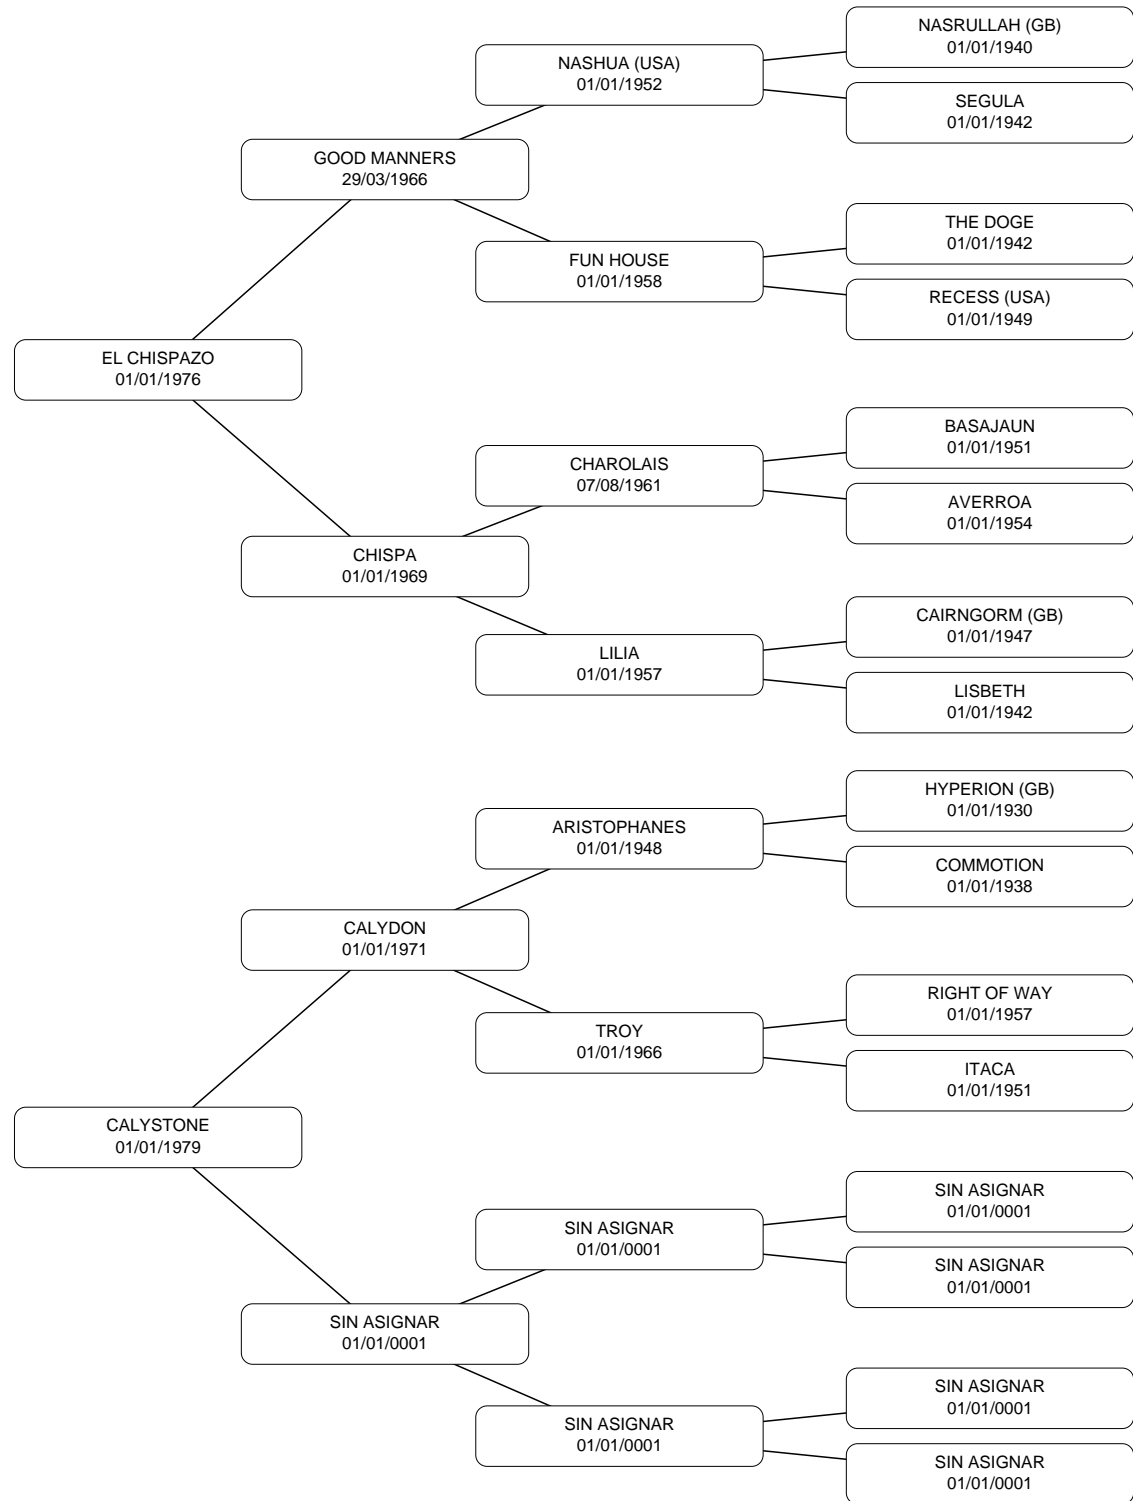 NASRULLAH (GB)
01/01/1940
NASHUA (USA)
01/01/1952
SEGULA
01/01/1942
GOOD MANNERS
29/03/1966
THE DOGE
01/01/1942
FUN HOUSE
01/01/1958
RECESS (USA)
01/01/1949
EL CHISPAZO
01/01/1976
BASAJAUN
01/01/1951
CHAROLAIS
07/08/1961
AVERROA
01/01/1954
CHISPA
01/01/1969
CAIRNGORM (GB)
01/01/1947
LILIA
01/01/1957
LISBETH
01/01/1942
HYPERION (GB)
01/01/1930
ARISTOPHANES
01/01/1948
COMMOTION
01/01/1938
CALYDON
01/01/1971
RIGHT OF WAY
01/01/1957
TROY
01/01/1966
ITACA
01/01/1951
CALYSTONE
01/01/1979
SIN ASIGNAR
01/01/0001
SIN ASIGNAR
01/01/0001
SIN ASIGNAR
01/01/0001
SIN ASIGNAR
01/01/0001
SIN ASIGNAR
01/01/0001
SIN ASIGNAR
01/01/0001
SIN ASIGNAR
01/01/0001